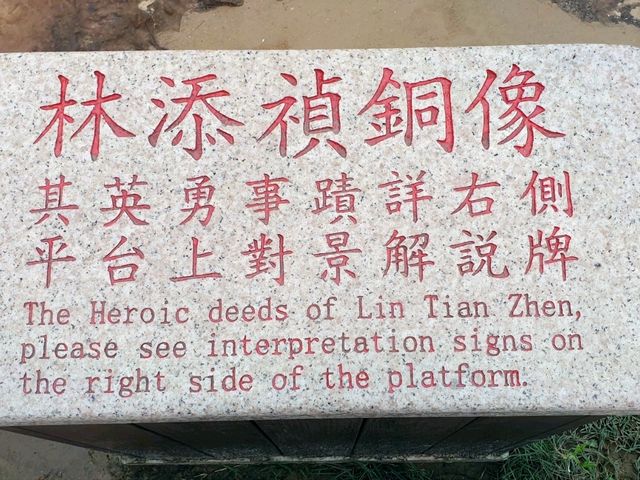 林添禎銅像
其英勇事蹟詳右側
平台上對景解説牌
The Heroic deeds of Lin Tian Zhen,
please see interpretation signs on
the right side of the platform.